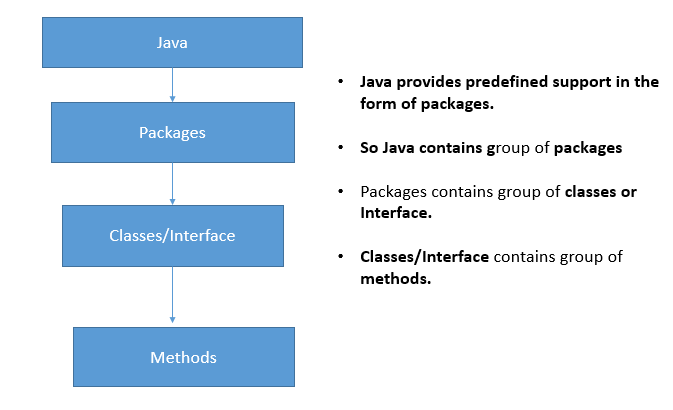 Java
Packages
Classes/Interface
Methods
• Java provides predefined support in the
form of packages.
• So Java contains group of packages
• Packages contains group of classes or
Interface.
• Classes/Interface contains group of
methods.